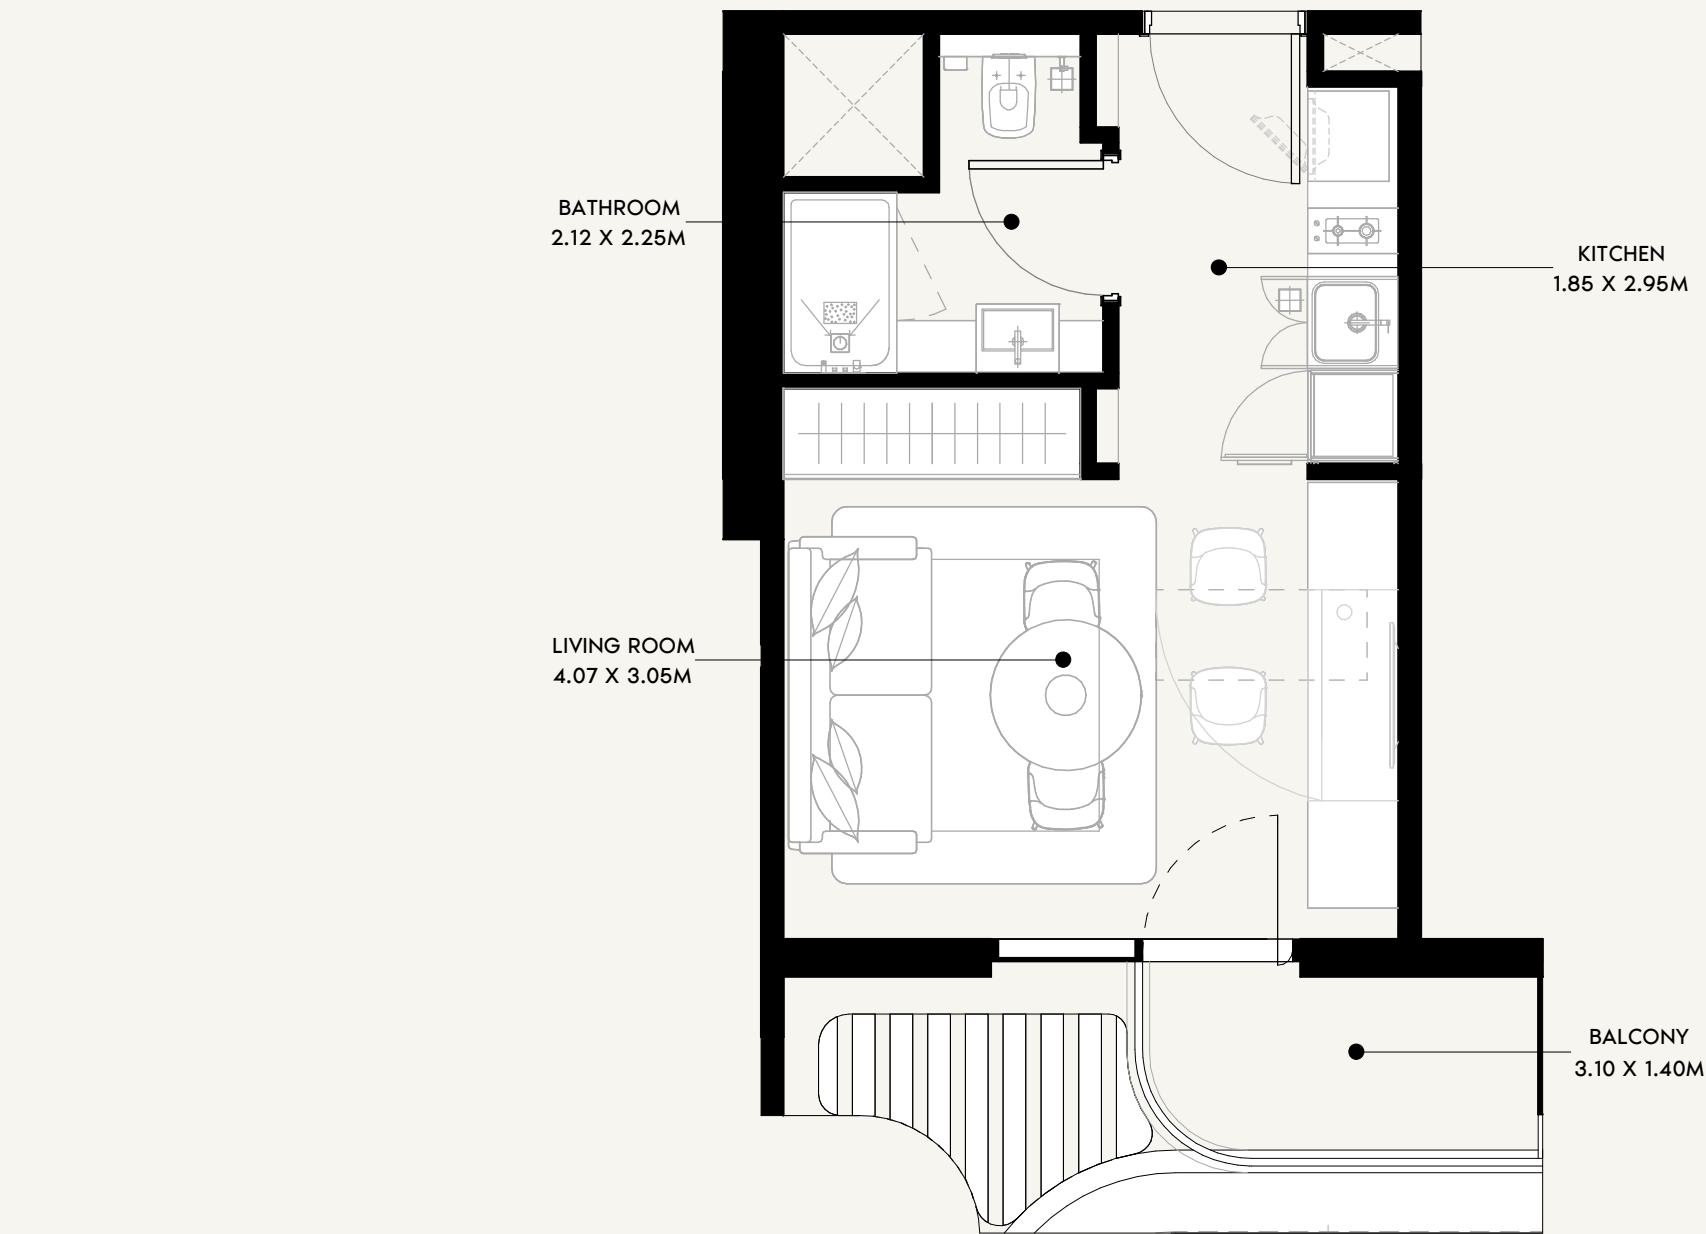 BATHROOM
2.12 X 2.25M
KITCHEN
1.85 X 2.95M
LIVING ROOM
4.07 X 3.05M
BALCONY
3.10 X 1.40M